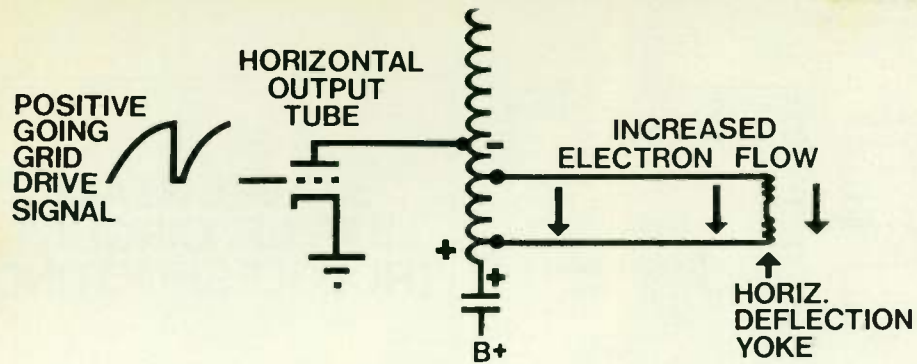 POSITIVE
GOING
GRID
DRIVE
SIGNAL
HORIZONTAL
OUTPUT
TUBE
-
INCREASED
ELECTRON FLOW
+
+
B+
HORIZ.
DEFLECTION
YOKE